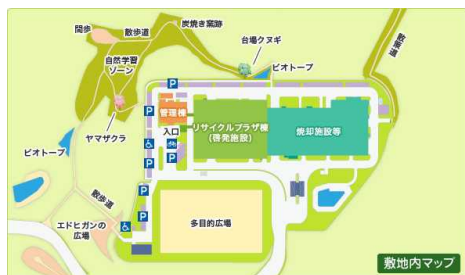 炭焼き窯跡
間歩
散歩道
台場クヌギ
自然学習
ゾーン
ビオトープ
散策道
P
管理棟
P
入口
リサイクルプラザ棟
(啓発施設)
焼却施設等
ヤマザクラ
P
P
ビオトープ
散歩道
P
エドヒガンの
広場
多目的広場
敷地内マップ